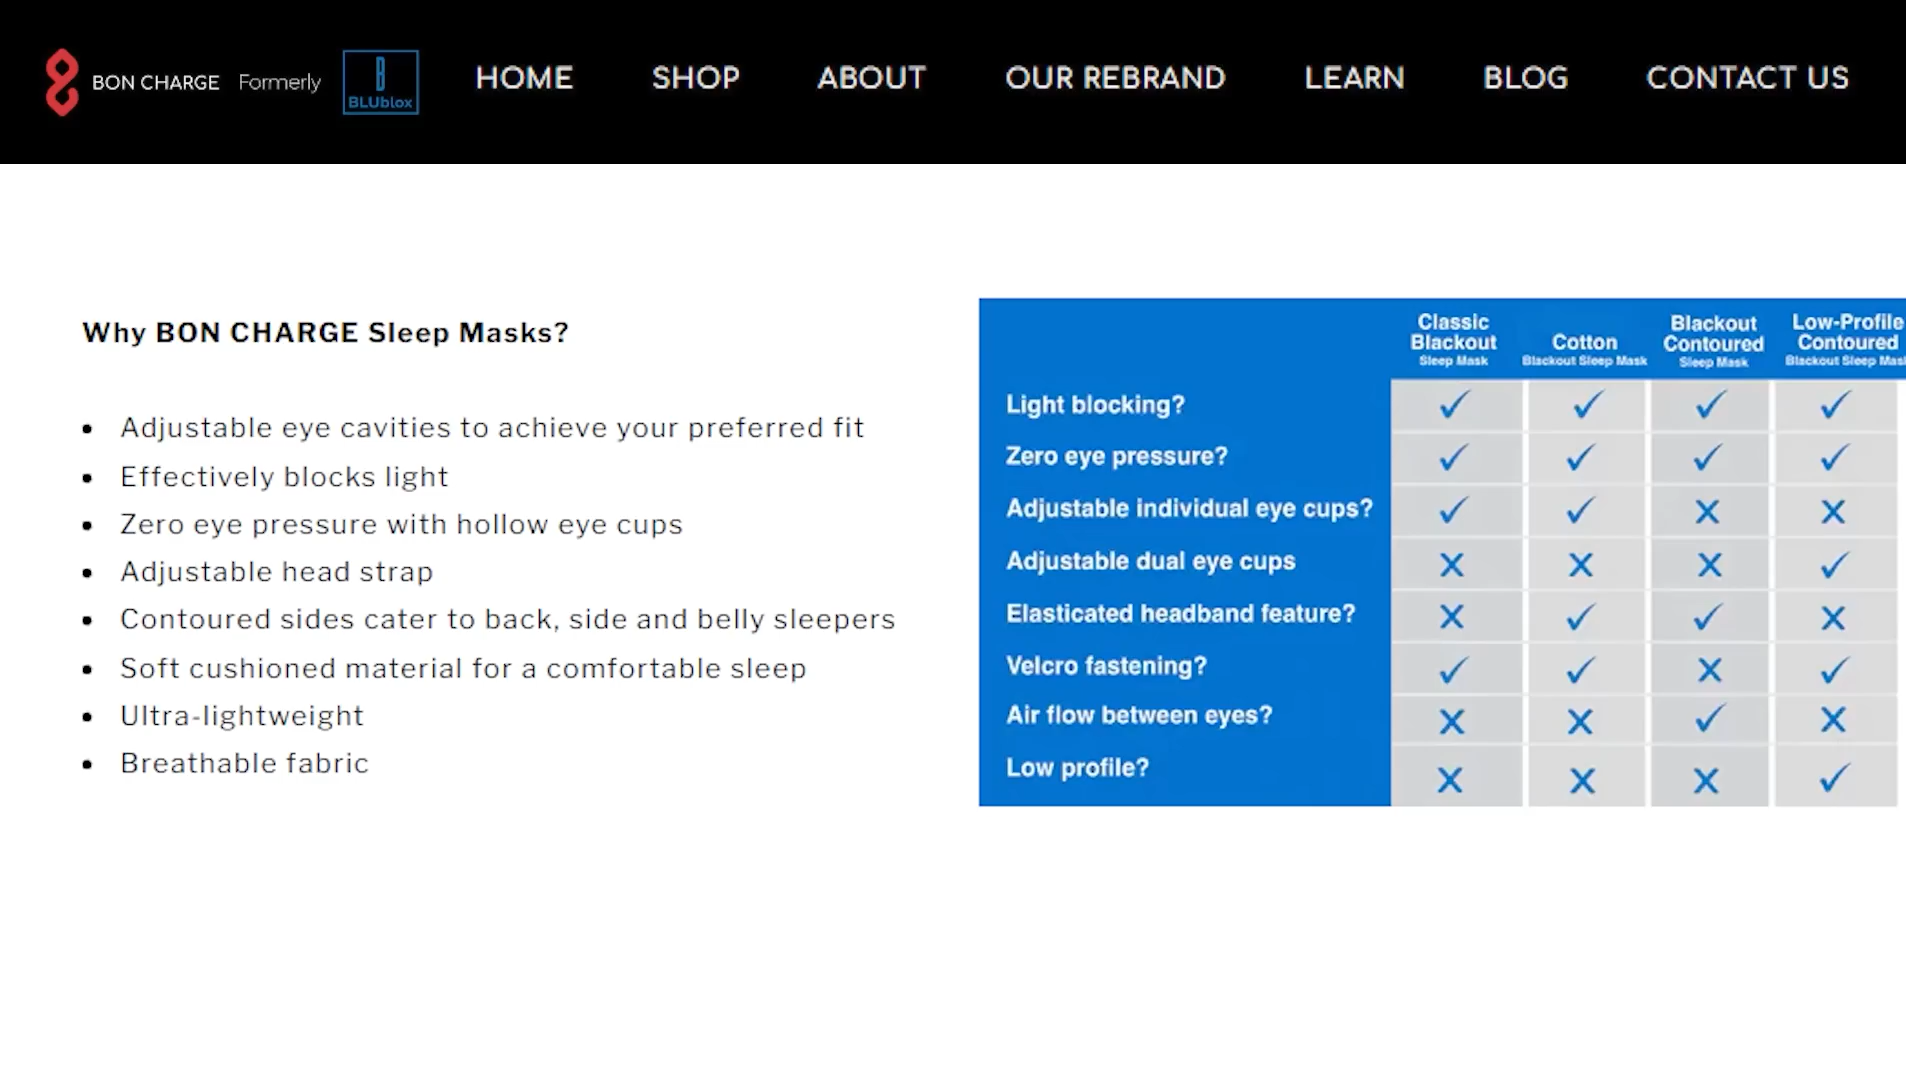 BON CHARGE Formerly BLUblox HOME SHOP ABOUT OUR REBRAND LEARN BLOG CONTACT US
Why BON CHARGE Sleep Masks?
Adjustable eye cavities to achieve your preferred fit
Effectively blocks light
Zero eye pressure with hollow eye cups
Adjustable head strap
Contoured sides cater to back, side and belly sleepers
Soft cushioned material for a comfortable sleep
Ultra-lightweight
Breathable fabric
Classic Blackout Sleep Mask
Cotton Blackout Sleep Mask
Blackout Contoured Sleep Mask
Low-Profile Contoured Blackout Sleep Mas
Light blocking? ✓ ✓ ✓ ✓
Zero eye pressure? ✓ ✓ ✓ ✓
Adjustable individual eye cups? ✓ ✓ X X
Adjustable dual eye cups X X X ✓
Elasticated headband feature? X ✓ ✓ X
Velcro fastening? ✓ ✓ X ✓
Air flow between eyes? X X ✓ X
Low profile? X X X ✓